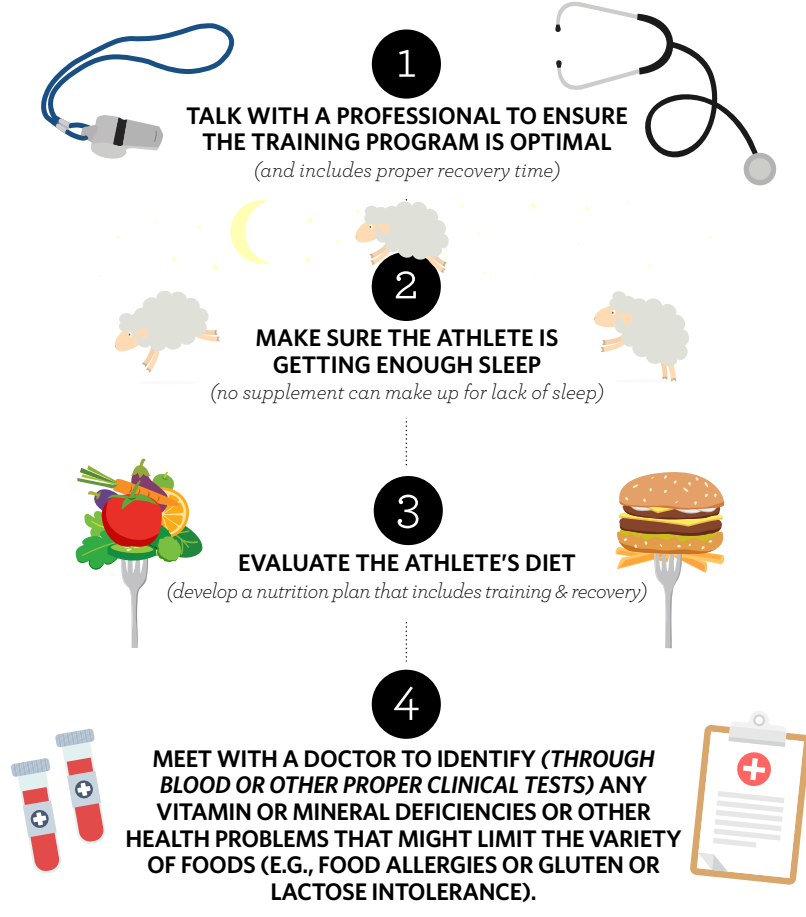 1
TALK WITH A PROFESSIONAL TO ENSURE
THE TRAINING PROGRAM IS OPTIMAL
(and includes proper recovery time)
2
MAKE SURE THE ATHLETE IS
GETTING ENOUGH SLEEP
(no supplement can make up for lack of sleep)
3
EVALUATE THE ATHLETE’S DIET
(develop a nutrition plan that includes training & recovery)
4
MEET WITH A DOCTOR TO IDENTIFY (THROUGH
BLOOD OR OTHER PROPER CLINICAL TESTS) ANY
VITAMIN OR MINERAL DEFICIENCIES OR OTHER
HEALTH PROBLEMS THAT MIGHT LIMIT THE VARIETY
OF FOODS (E.G., FOOD ALLERGIES OR GLUTEN OR
LACTOSE INTOLERANCE).